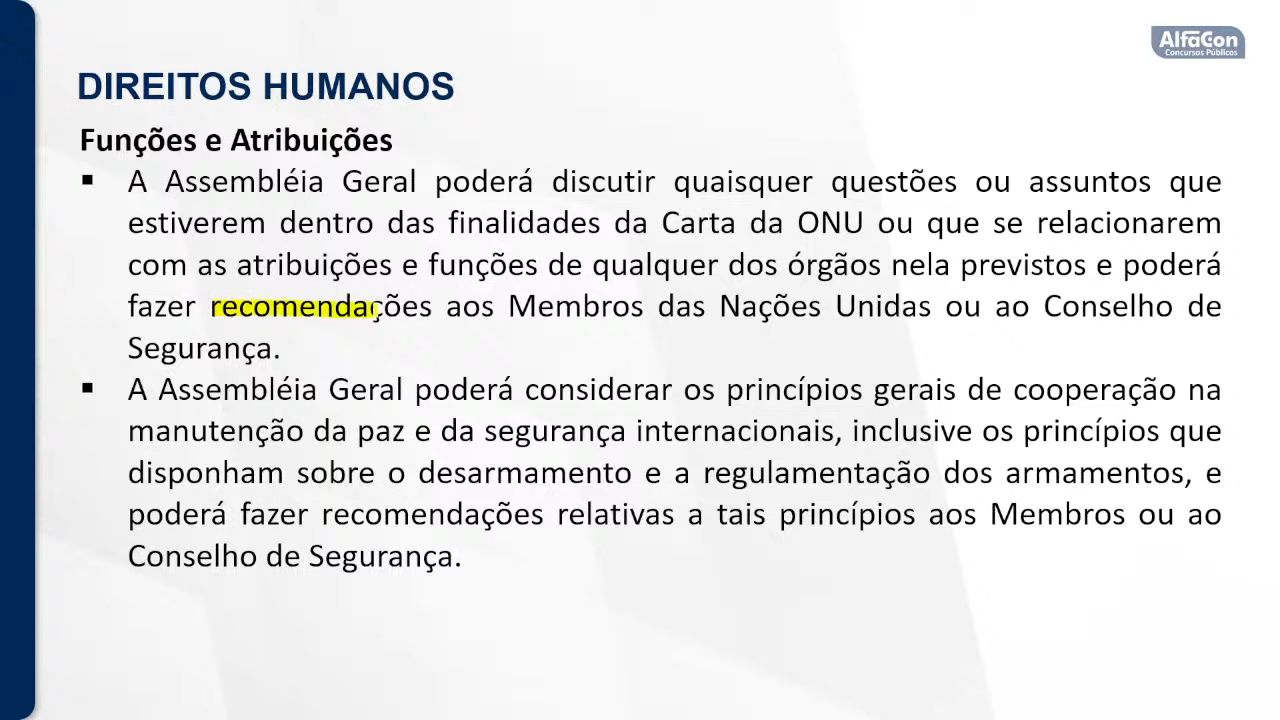 AlfaCon
Concursos Públicos
DIREITOS HUMANOS
Funções e Atribuições
▪ A Assembléia Geral poderá discutir quaisquer questões ou assuntos que
estiverem dentro das finalidades da Carta da ONU ou que se relacionarem
com as atribuições e funções de qualquer dos órgãos nela previstos e poderá
fazer recomendações aos Membros das Nações Unidas ou ao Conselho de
Segurança.
▪ A Assembléia Geral poderá considerar os princípios gerais de cooperação na
manutenção da paz e da segurança internacionais, inclusive os princípios que
disponham sobre o desarmamento e a regulamentação dos armamentos, e
poderá fazer recomendações relativas a tais princípios aos Membros ou ao
Conselho de Segurança.